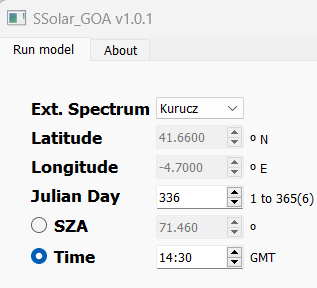 SSolar_GOA v1.0.1
Run model About
Ext. Spectrum Kurucz
Latitude 41.6600 º N
Longitude -4.7000 º E
Julian Day 336 1 to 365(6)
SZA 71.460 º
Time 14:30 GMT